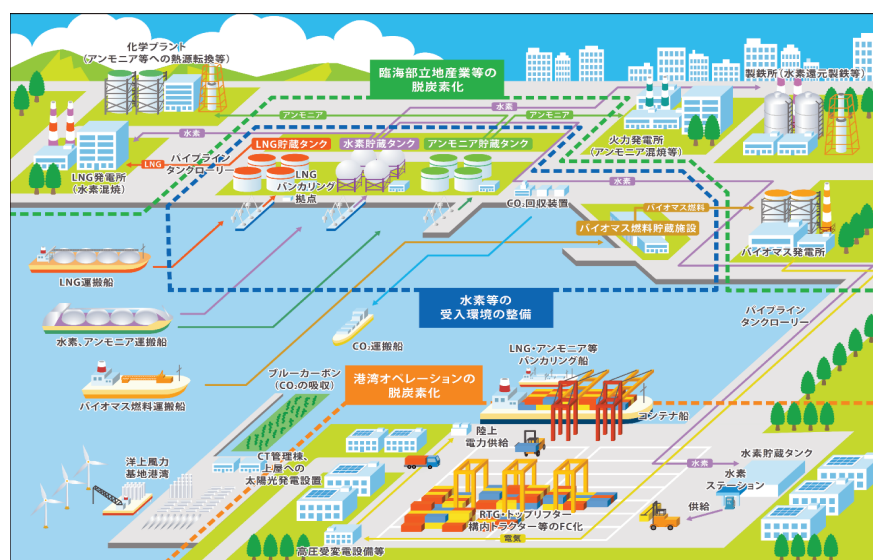 化学プラント
(アンモニア等への熱源転換等)
臨海部立地産業等の
脱炭素化
製鉄所(水素還元製鉄等)
アンモニア
水素
アンモニア
水素
LNG貯蔵タンク
水素貯蔵タンク
アンモニア貯蔵タンク
火力発電所
(アンモニア混焼等)
LNG
パイプライン
タンクローリー
LNG発電所
(水素混焼)
LNG
バンカリング
拠点
水素
CO₂回収装置
バイオマス燃料
バイオマス燃料貯蔵施設
バイオマス発電所
LNG運搬船
水素等の
受入環境の整備
パイプライン
タンクローリー
水素、アンモニア運搬船
CO₂運搬船
LNG・アンモニア等
バンカリング船
ブルーカーボン
(CO₂の吸収)
港湾オペレーションの
脱炭素化
バイオマス燃料運搬船
コンテナ船
陸上
電力供給
CT管理棟、
上屋への
太陽光発電設置
洋上風力
基地港湾
水素貯蔵タンク
水素
水素
ステーション
供給
RTG・トップリフター
構内トラクター等のFC化
電気
高圧受変電設備等